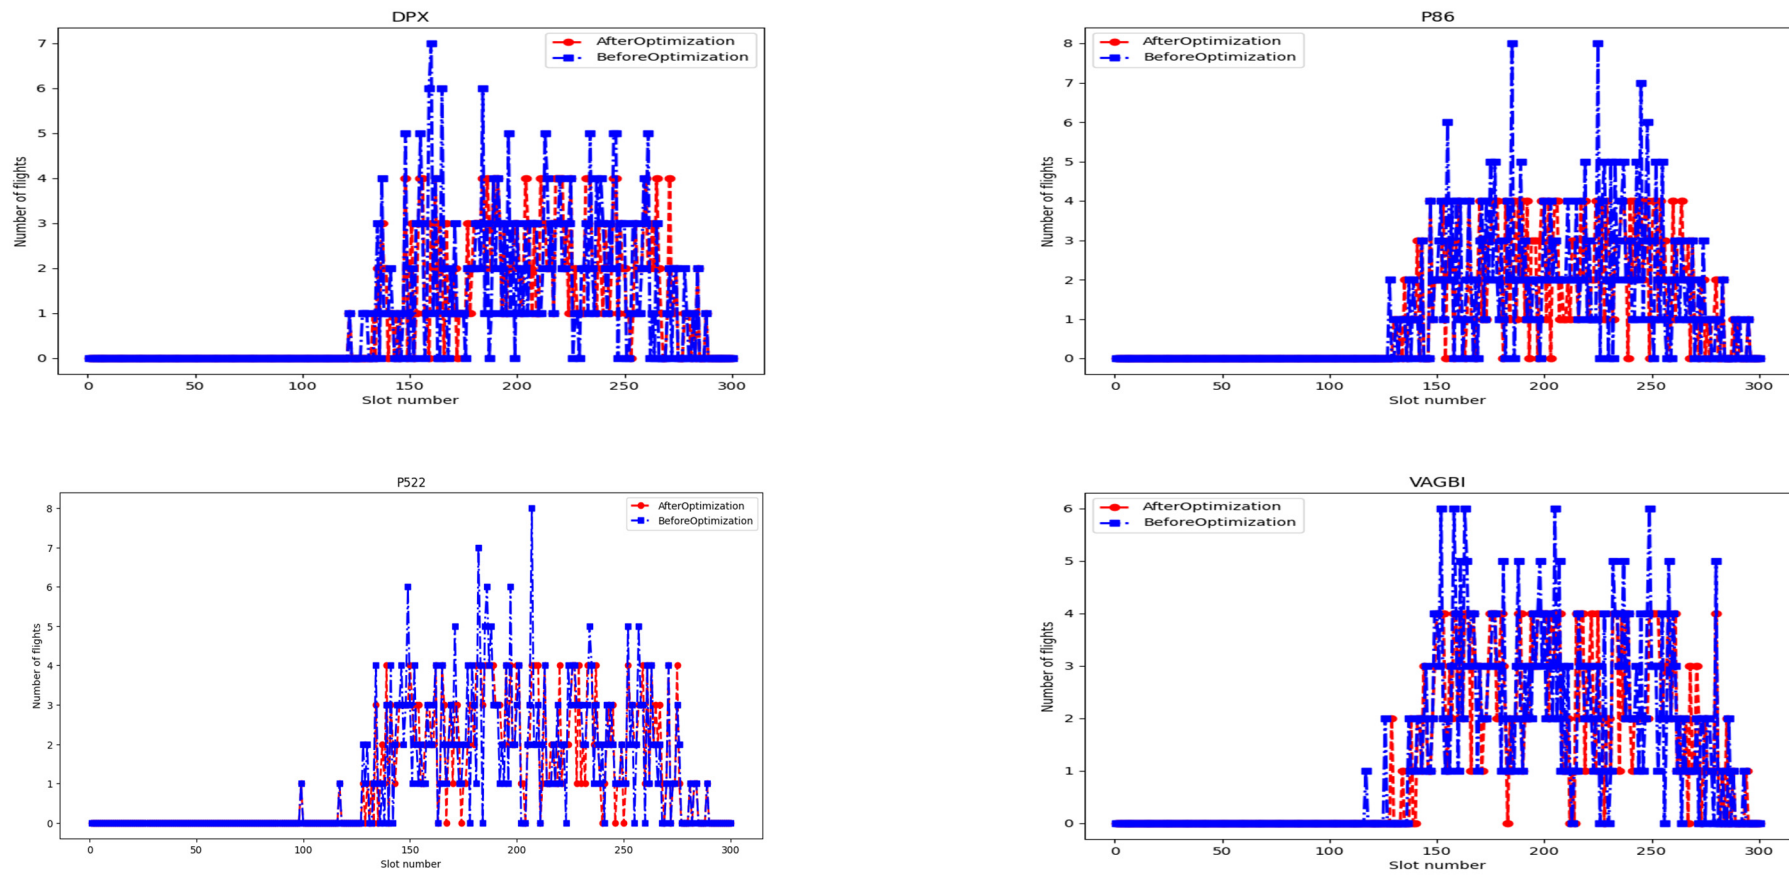 DPX
7
6
5
4
3
2
1
0
Number of flights
AfterOptimization
BeforeOptimization
0 50 100 150 200 250 300
Slot number
P86
8
7
6
5
4
3
2
1
0
Number of flights
AfterOptimization
BeforeOptimization
0 50 100 150 200 250 300
Slot number
P522
8
7
6
5
4
3
2
1
0
Number of flights
AfterOptimization
BeforeOptimization
0 50 100 150 200 250 300
Slot number
VAGBI
6
5
4
3
2
1
0
Number of flights
AfterOptimization
BeforeOptimization
0 50 100 150 200 250 300
Slot number